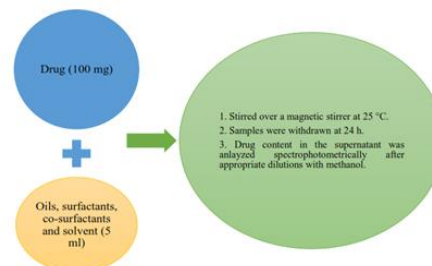 Drug (100 mg)
Oils, surfactants,
co-surfactants
and solvent (5
ml)
1. Stirred over a magnetic stirrer at 25 °C.
2. Samples were withdrawn at 24 h.
3. Drug content in the supernatant was
anlayzed spectrophotometrically after
appropriate dilutions with methanol.